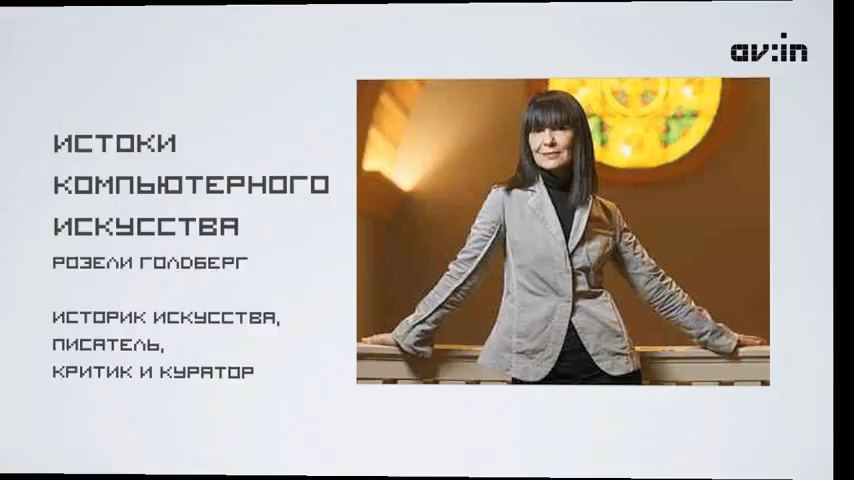 av:in
ИСТОКИ
КОМПЬЮТЕРНОГО
ИСКУССТВА
РОЗЕЛИ ГОЛДБЕРГ
ИСТОРИК ИСКУССТВА,
ПИСАТЕЛЬ,
КРИТИК И КУРАТОР